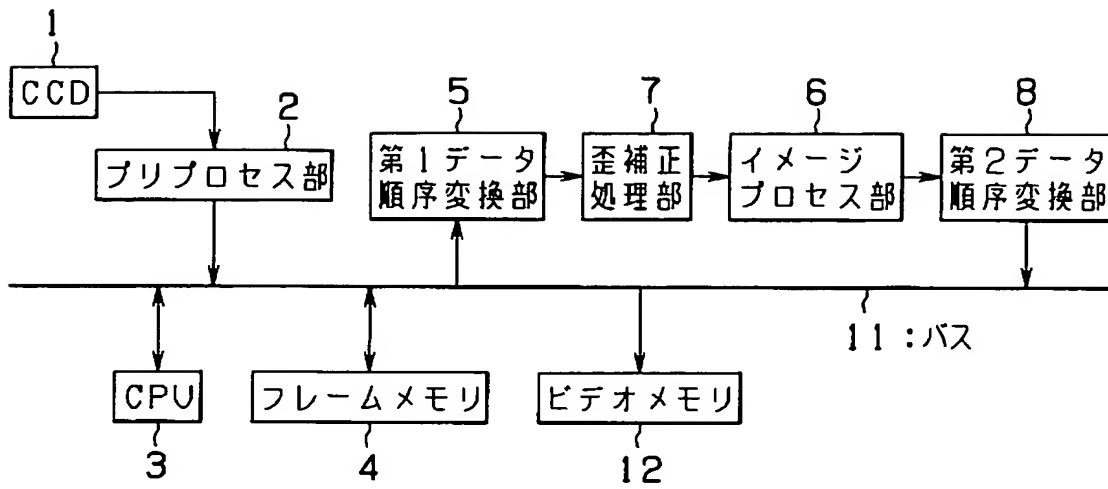 1
CCD
2
プリプロセス部
5
第1データ
順序変換部
7
歪補正
処理部
6
イメージ
プロセス部
8
第2データ
順序変換部
11:バス
CPU
3
フレームメモリ
4
ビデオメモリ
12